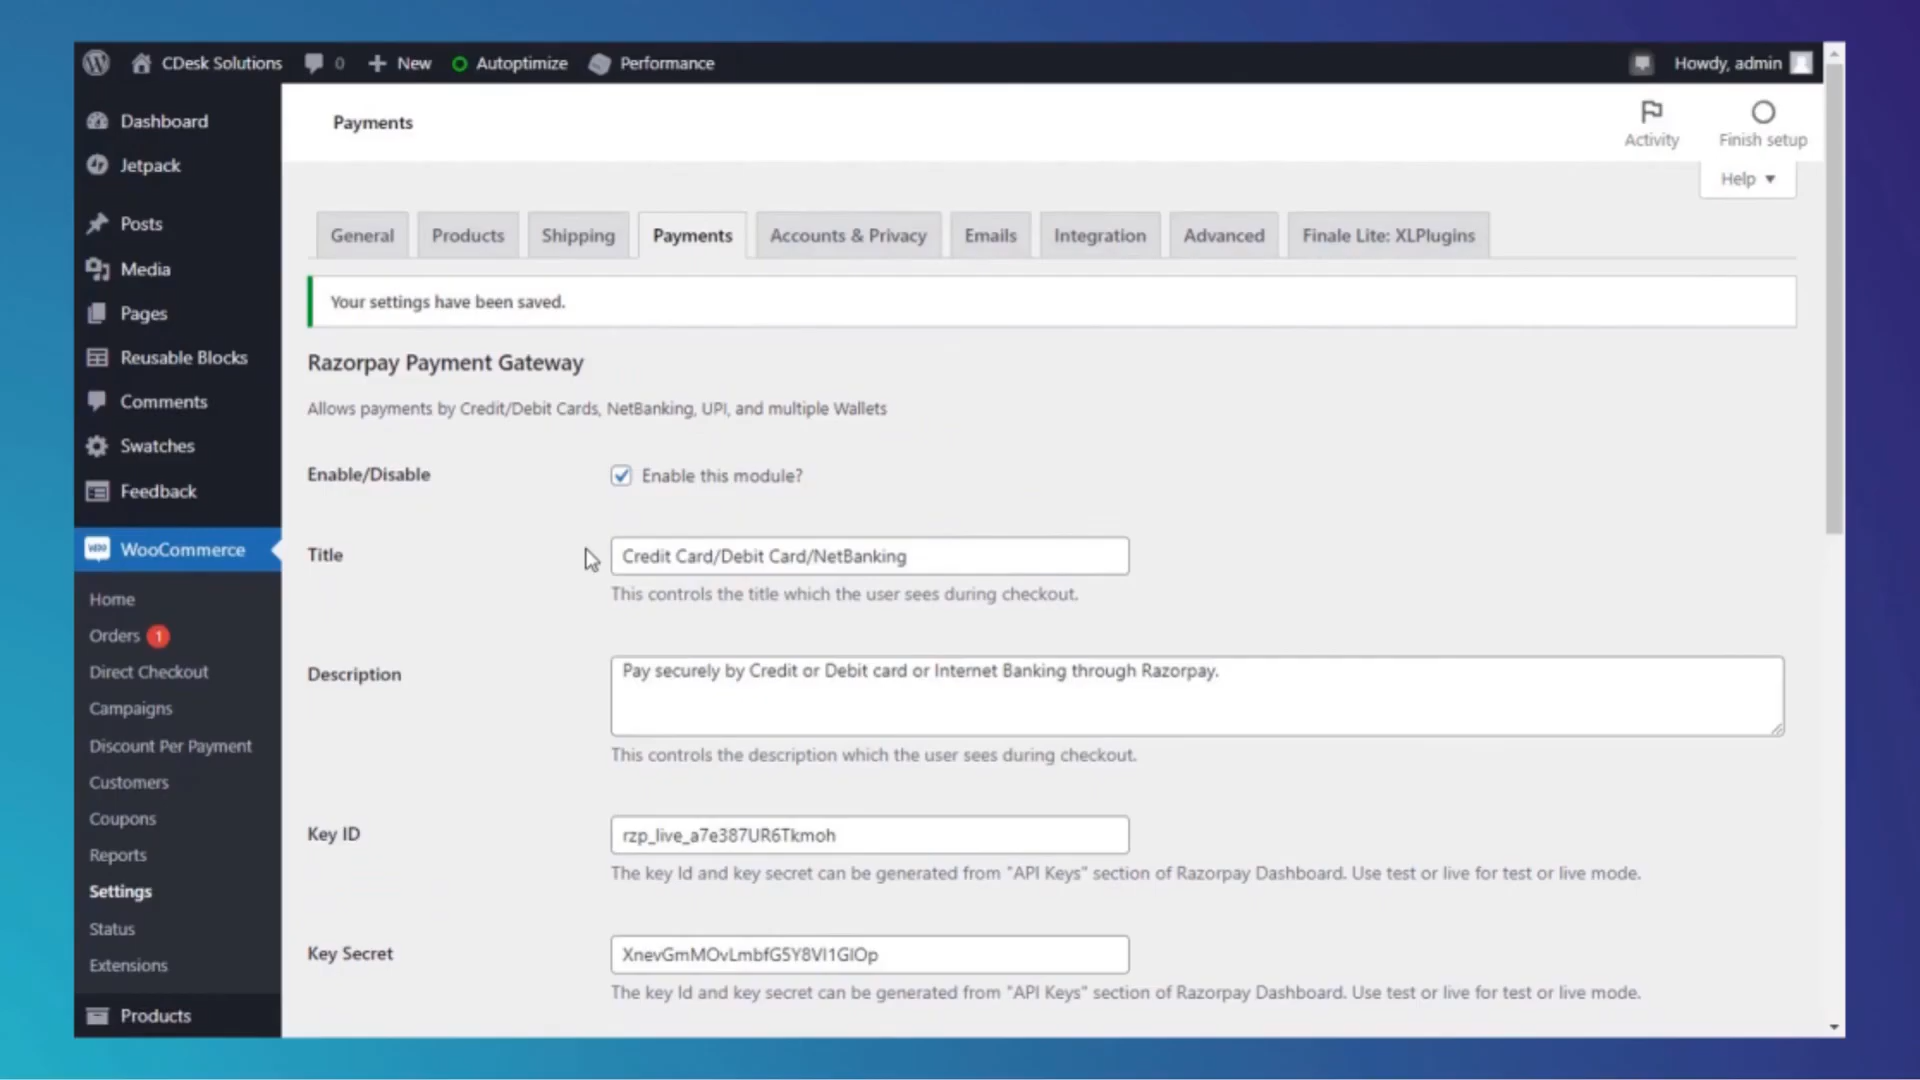 CDesk Solutions 0 New Autoptimize Performance Howdy, admin
Dashboard
Jetpack
Posts
Media
Pages
Reusable Blocks
Comments
Swatches
Feedback
WooCommerce
Home
Orders 1
Direct Checkout
Campaigns
Discount Per Payment
Customers
Coupons
Reports
Settings
Status
Extensions
Products
Payments
Activity
Finish setup
Help
General Products Shipping Payments Accounts & Privacy Emails Integration Advanced Finale Lite: XLPlugins
Your settings have been saved.
Razorpay Payment Gateway
Allows payments by Credit/Debit Cards, NetBanking, UPI, and multiple Wallets
Enable/Disable Enable this module?
Title Credit Card/Debit Card/NetBanking
This controls the title which the user sees during checkout.
Description Pay securely by Credit or Debit card or Internet Banking through Razorpay.
This controls the description which the user sees during checkout.
Key ID rzp_live_a7e387UR6Tkmoh
The key Id and key secret can be generated from "API Keys" section of Razorpay Dashboard. Use test or live for test or live mode.
Key Secret XnevGmMOvLmbfG5Y8VI1GIOp
The key Id and key secret can be generated from "API Keys" section of Razorpay Dashboard. Use test or live for test or live mode.